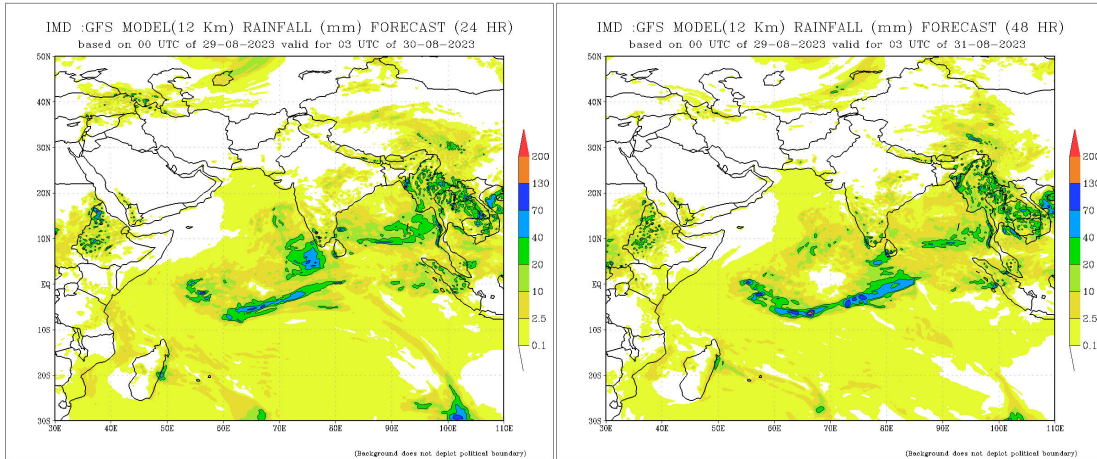 IMD :GFS MODEL(12 Km) RAINFALL (mm) FORECAST (24 HR)
based on 00 UTC of 29-08-2023 valid for 03 UTC of 30-08-2023
50N
40N
30N
20N
10N
EQ
10S
20S
30S
30E 40E 50E 60E 70E 80E 90E 100E 110E
200
130
70
40
20
10
2.5
0.1
(Background does not depict political boundary)
IMD :GFS MODEL(12 Km) RAINFALL (mm) FORECAST (48 HR)
based on 00 UTC of 29-08-2023 valid for 03 UTC of 31-08-2023
50N
40N
30N
20N
10N
EQ
10S
20S
30S
30E 40E 50E 60E 70E 80E 90E 100E 110E
200
130
70
40
20
10
2.5
0.1
(Background does not depict political boundary)